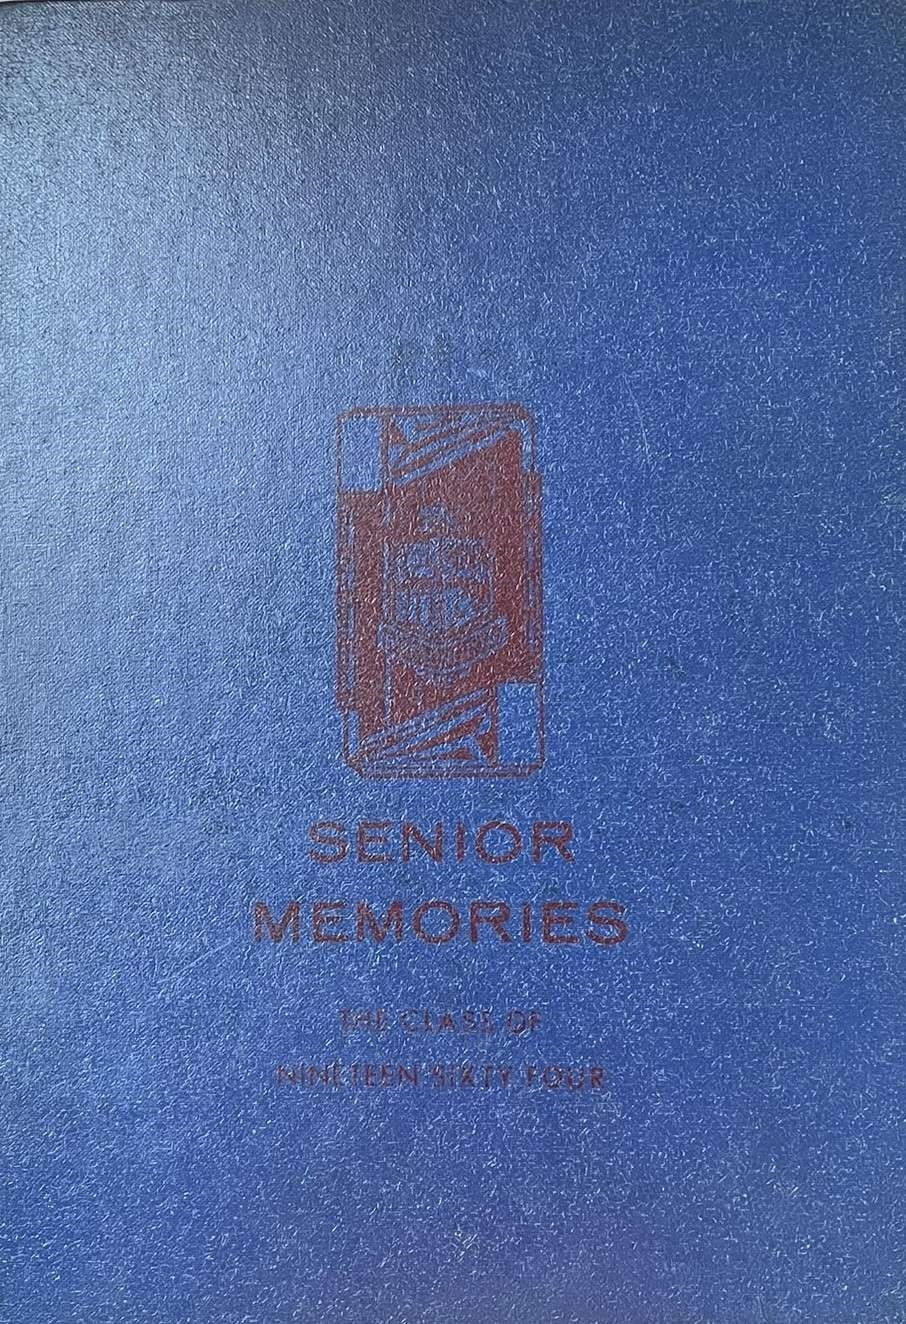 SENIOR
MEMORIES
THE CLASS OF
NINETEEN SIXTY FOUR